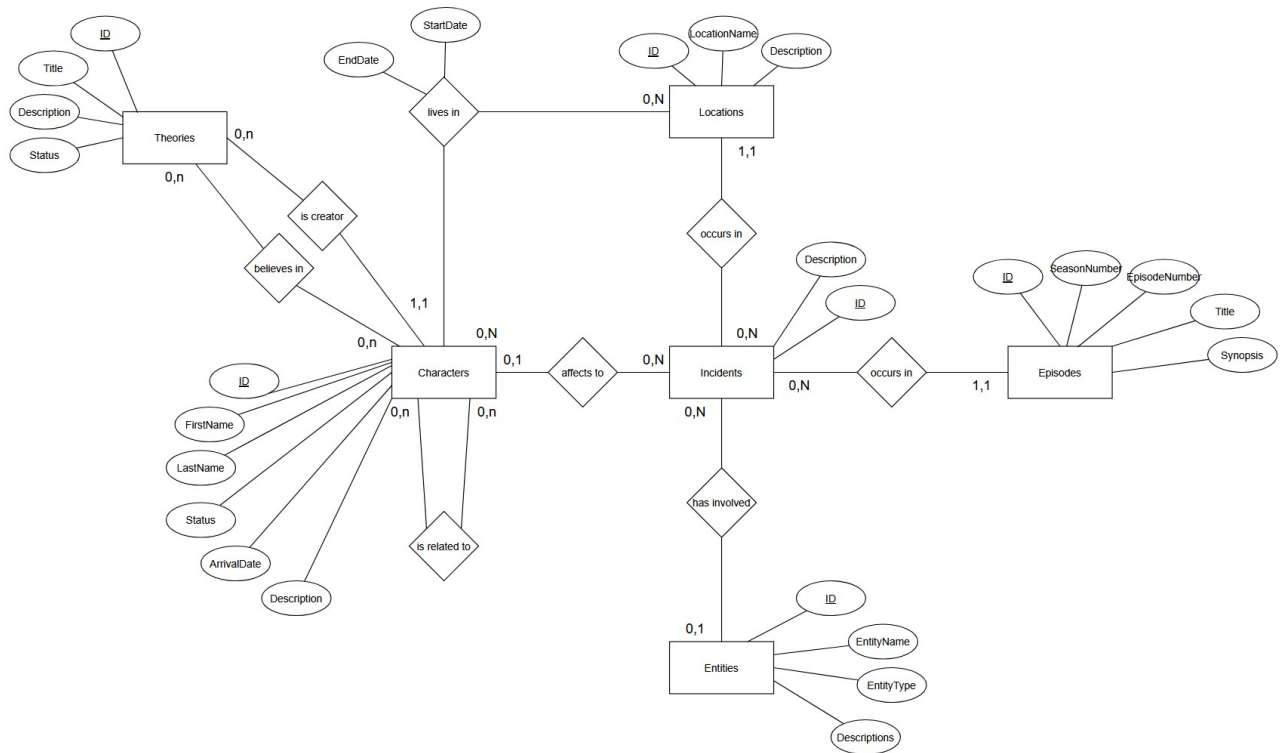 StartDate
EndDate
ID
Title
Description
Status
Theories
0,n
0,n
is creator
believes in
1,1
0,n
lives in
0,N
ID
LocationName
Description
Locations
1,1
occurs in
0,N
Description
ID
0,N
Characters
0,1
affects to
0,N
Incidents
0,N
occurs in
1,1
Episodes
ID
SeasonNumber
EpisodeNumber
Title
Synopsis
ID
FirstName
LastName
Status
ArrivalDate
Description
0,n
0,n
is related to
0,N
has involved
0,1
Entities
ID
EntityName
EntityType
Descriptions